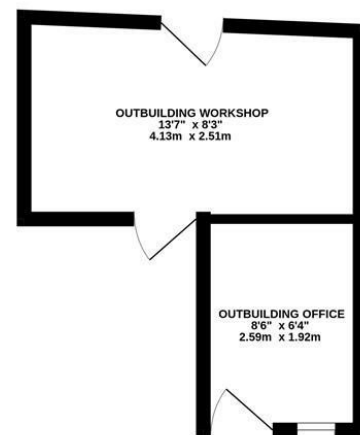 OUTBUILDING WORKSHOP
13'7" x 8'3"
4.13m x 2.51m
OUTBUILDING OFFICE
8'6" x 6'4"
2.59m x 1.92m